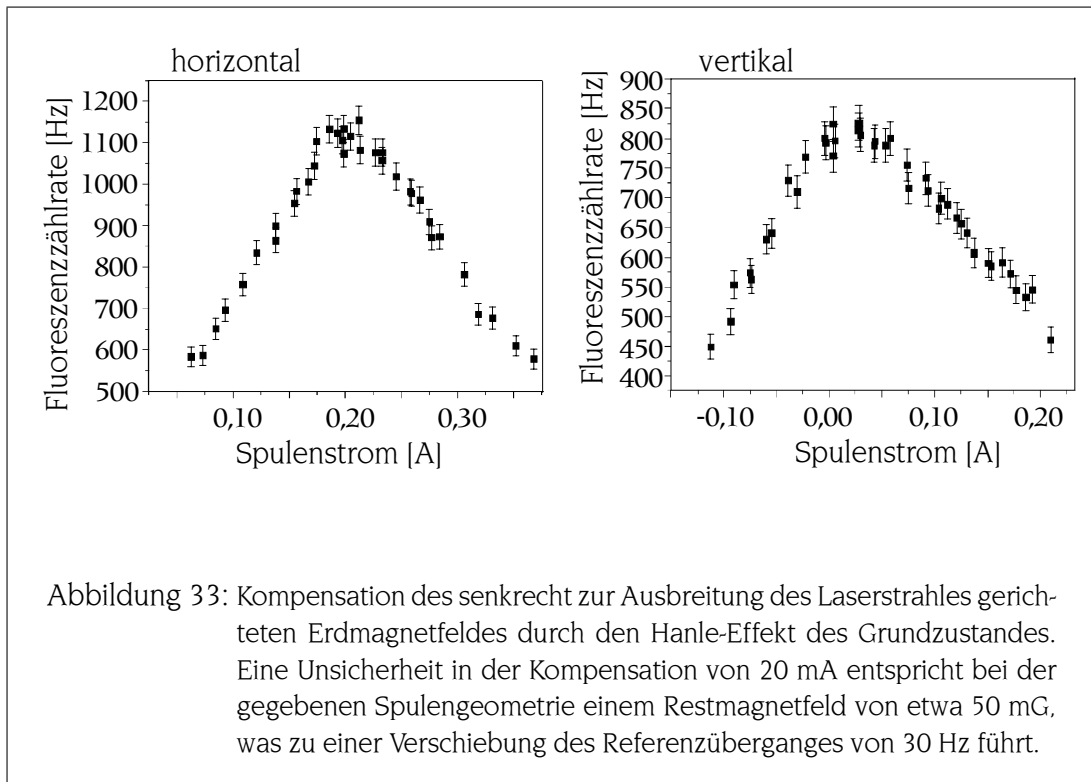 horizontal
Fluoreszenzzählrate [Hz]
1200
1100
1000
900
800
700
600
500
0,10 0,20 0,30
Spulenstrom [A]
vertikal
Fluoreszenzzählrate [Hz]
900
850
800
750
700
650
600
550
500
450
400
-0,10 0,00 0,10 0,20
Spulenstrom [A]
Abbildung 33: Kompensation des senkrecht zur Ausbreitung des Laserstrahles gerich-
teten Erdmagnetfeldes durch den Hanle-Effekt des Grundzustandes.
Eine Unsicherheit in der Kompensation von 20 mA entspricht bei der
gegebenen Spulengeometrie einem Restmagnetfeld von etwa 50 mG,
was zu einer Verschiebung des Referenzüberganges von 30 Hz führt.